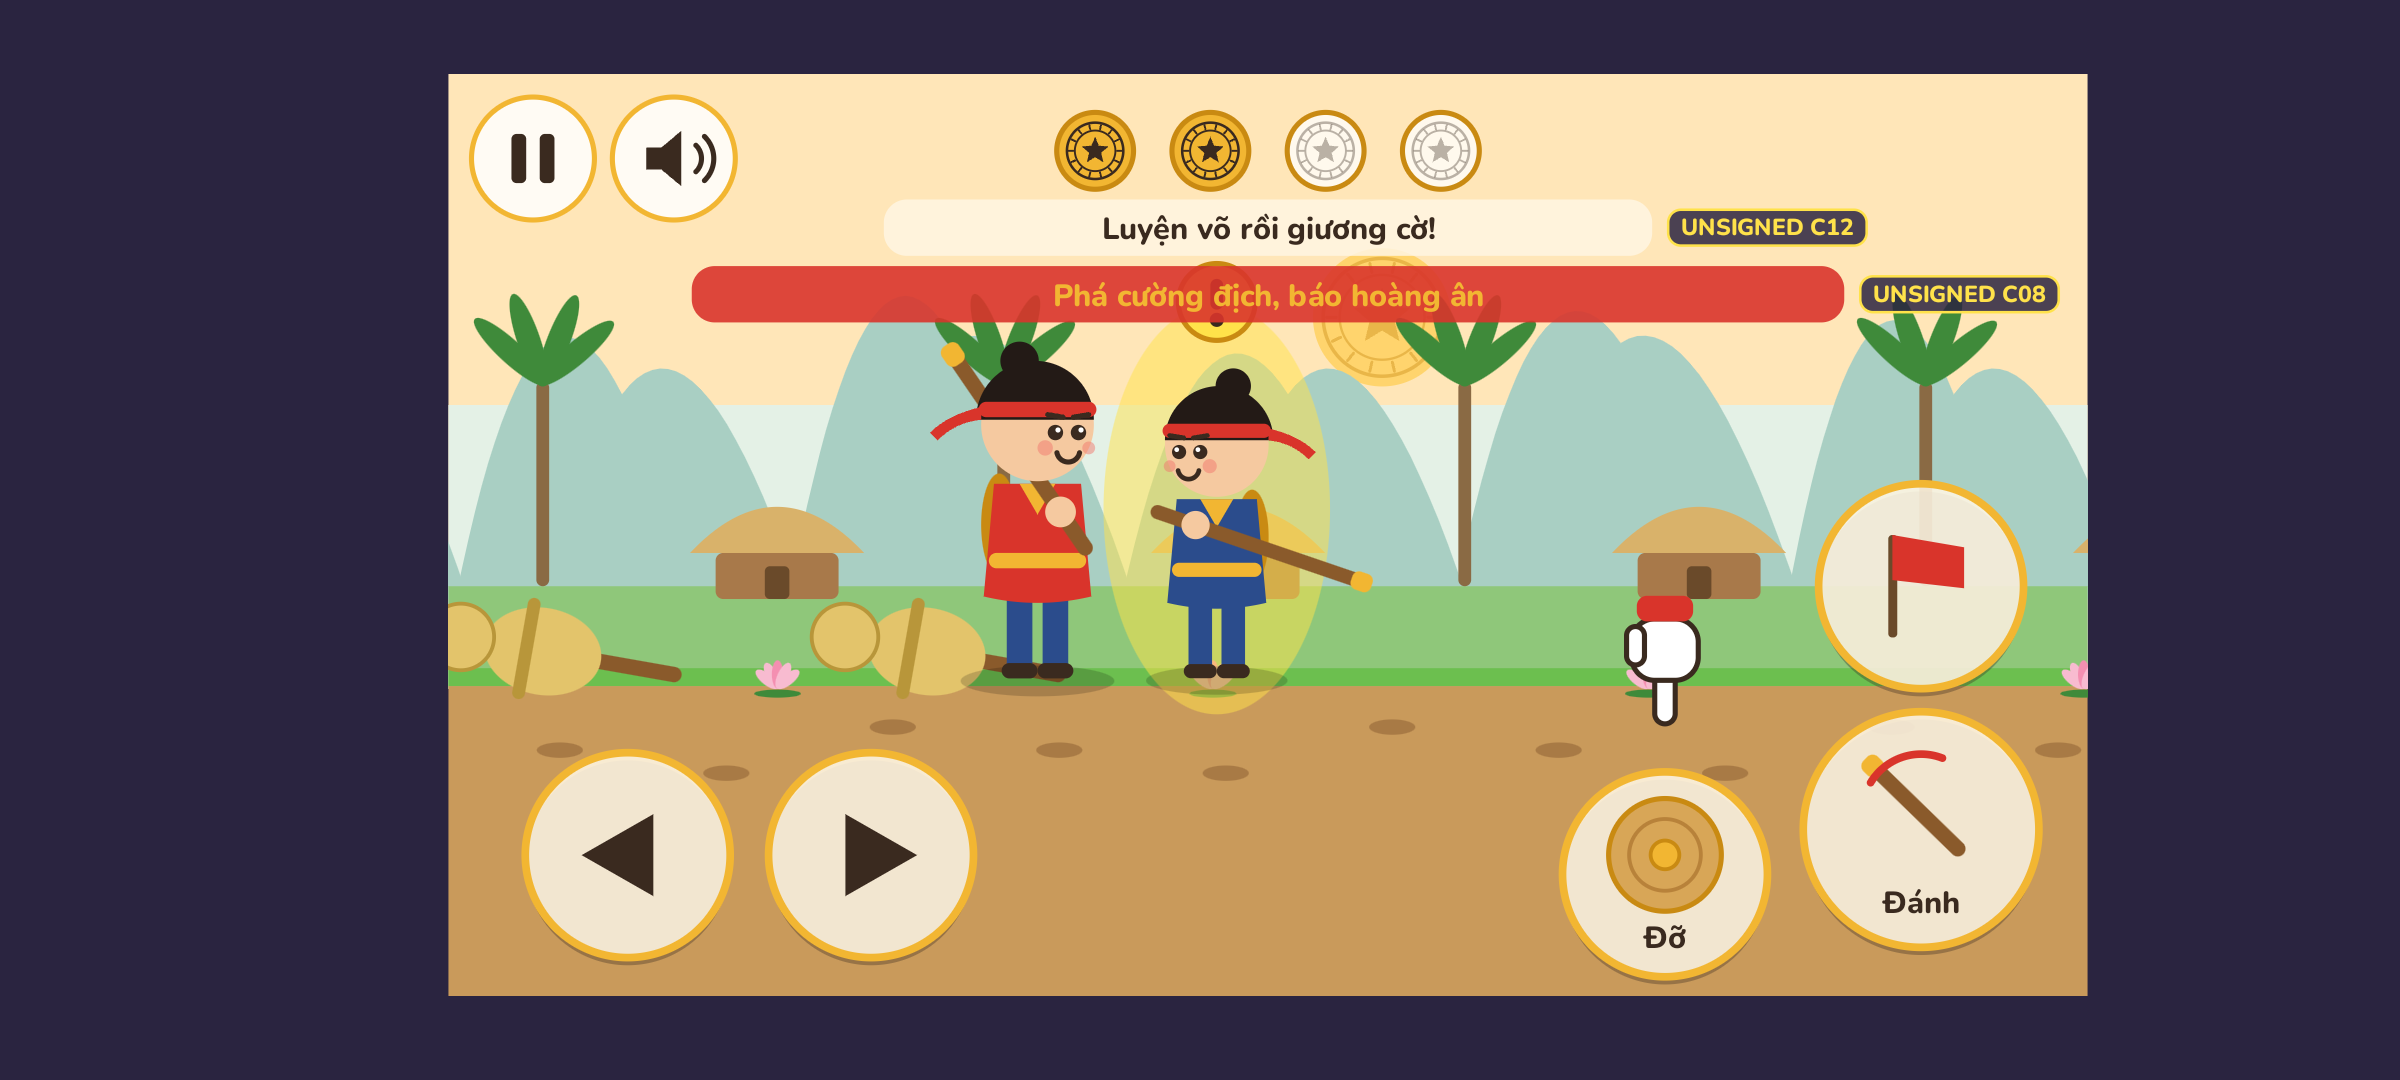 Luyện võ rồi giương cờ!
UNSIGNED C12
Phá cường địch, báo hoàng ân
UNSIGNED C08
Đánh
Đỡ